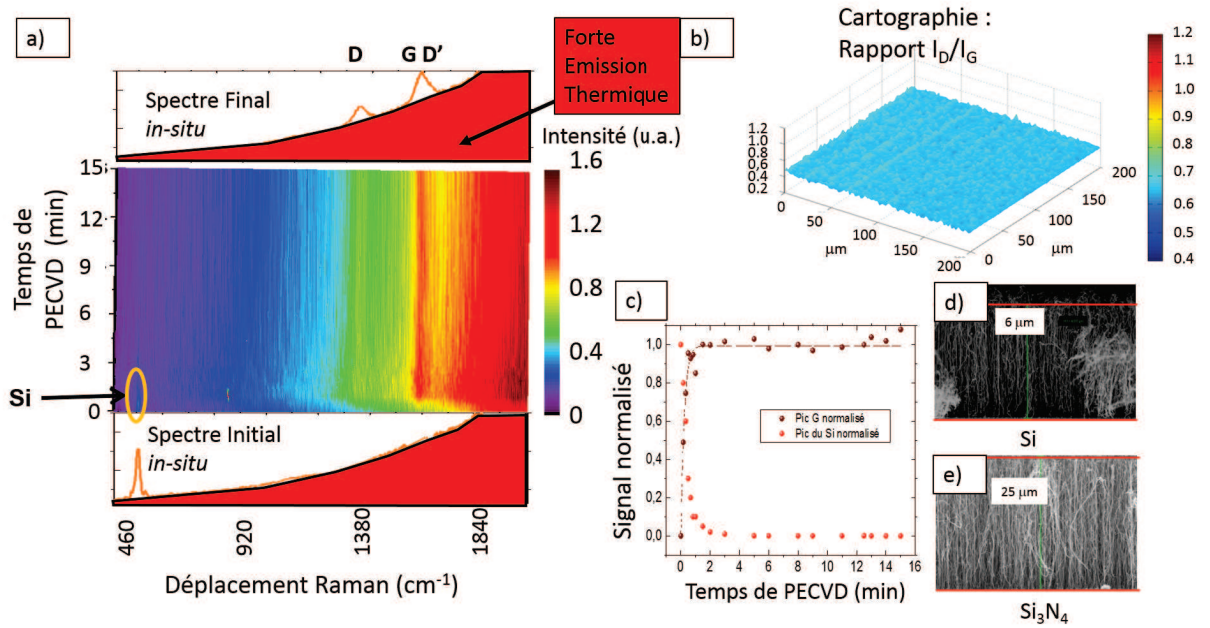 a)
D
G D’
Spectre Final
in-situ
Forte
Emission
Thermique
Intensité (u.a.)
1.6
1.2
0.8
0.4
0
15
12
9
6
3
0
Temps de
PECVD (min)
Si
Spectre Initial
in-situ
460
920
1380
1840
Déplacement Raman (cm-1)
b)
Cartographie :
Rapport ID/IG
1.2
1.0
0.8
0,6
0,4
0.2
0
50
100
150
200
μm
0
50
100
150
200
μm
1.2
1.1
1.0
0.9
0.8
0.7
0.6
0.5
0.4
c)
Signal normalisé
1,0
0,8
0,6
0,4
0,2
0,0
Pic G normalisé
Pic du Si normalisé
0
2
4
6
8
10
12
14
16
Temps de PECVD (min)
d)
6 μm
Si
e)
25 μm
Si3N4